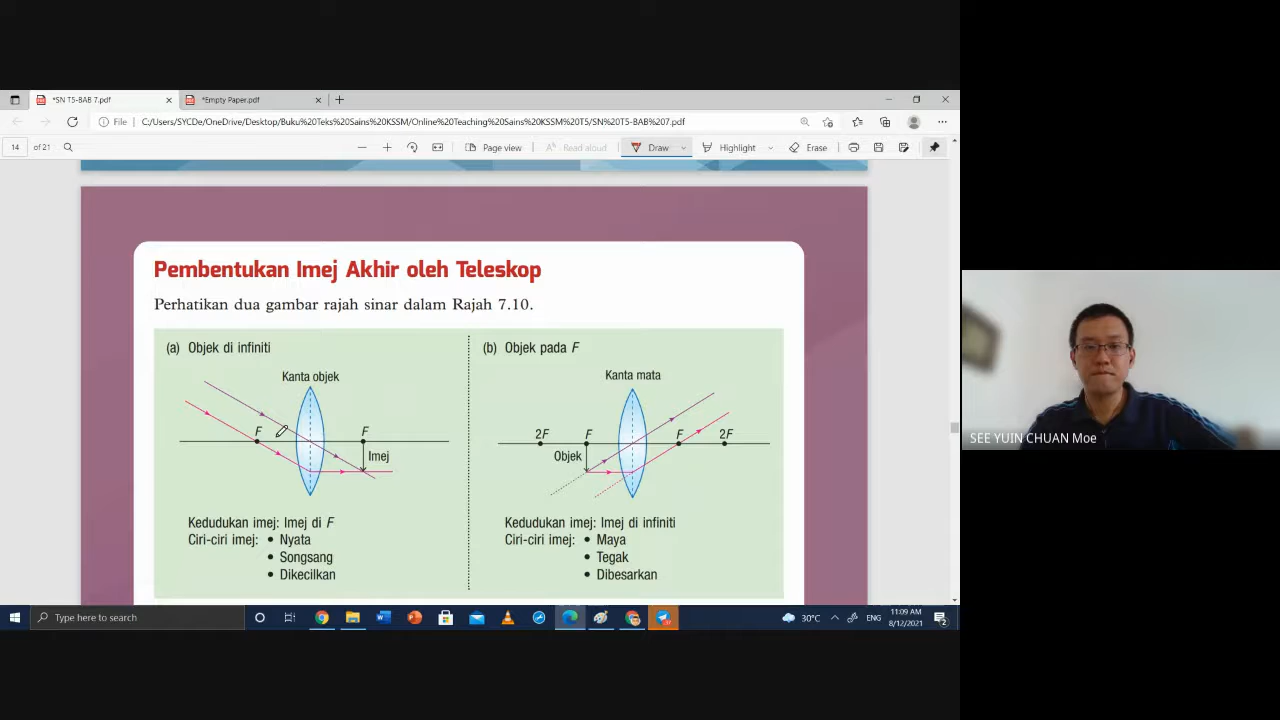 *SN T5-BAB 7.pdf
*Empty Paper.pdf
File
C:/Users/SYCDe/OneDrive/Desktop/Buku%20Teks%20Sains%20KSSM/Online%20Teaching%20Sains%20KSSM%20T5/SN%20T5-BAB%207.pdf
14 of 21
Page view
Read aloud
Draw
Highlight
Erase
Pembentukan Imej Akhir oleh Teleskop
Perhatikan dua gambar rajah sinar dalam Rajah 7.10.
(a) Objek di infiniti
Kanta objek
F
F
Imej
Kedudukan imej: Imej di F
Ciri-ciri imej: • Nyata
• Songsang
• Dikecilkan
(b) Objek pada F
Kanta mata
2F
F
F
2F
Objek
Kedudukan imej: Imej di infiniti
Ciri-ciri imej: • Maya
• Tegak
• Dibesarkan
SEE YUIN CHUAN Moe
Type here to search
30°C
ENG
11:09 AM
8/12/2021
2